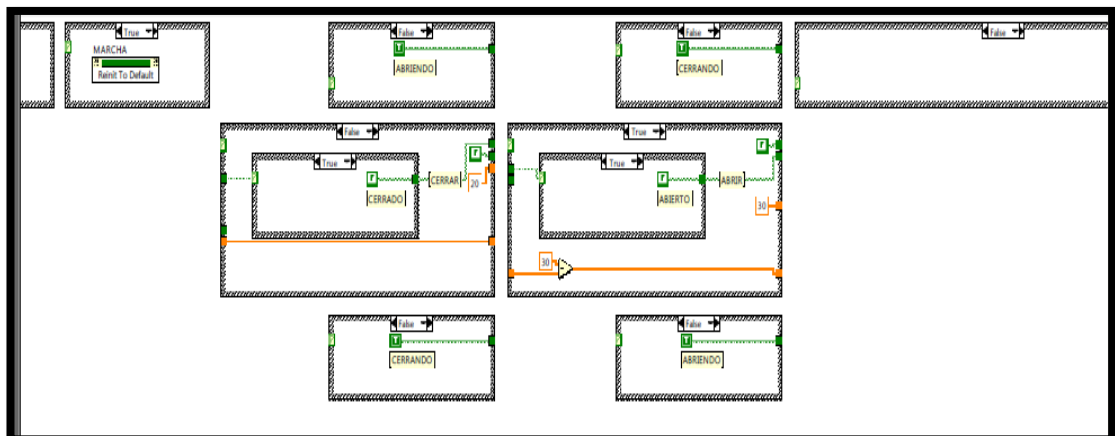 True
MARCHA
Reinit To Default
False
T
ABRIENDO
False
T
CERRANDO
False
False
True
F
CERRADO
CERRAR
F
20
True
True
F
ABIERTO
ABRIR
F
30
30
False
T
CERRANDO
False
T
ABRIENDO